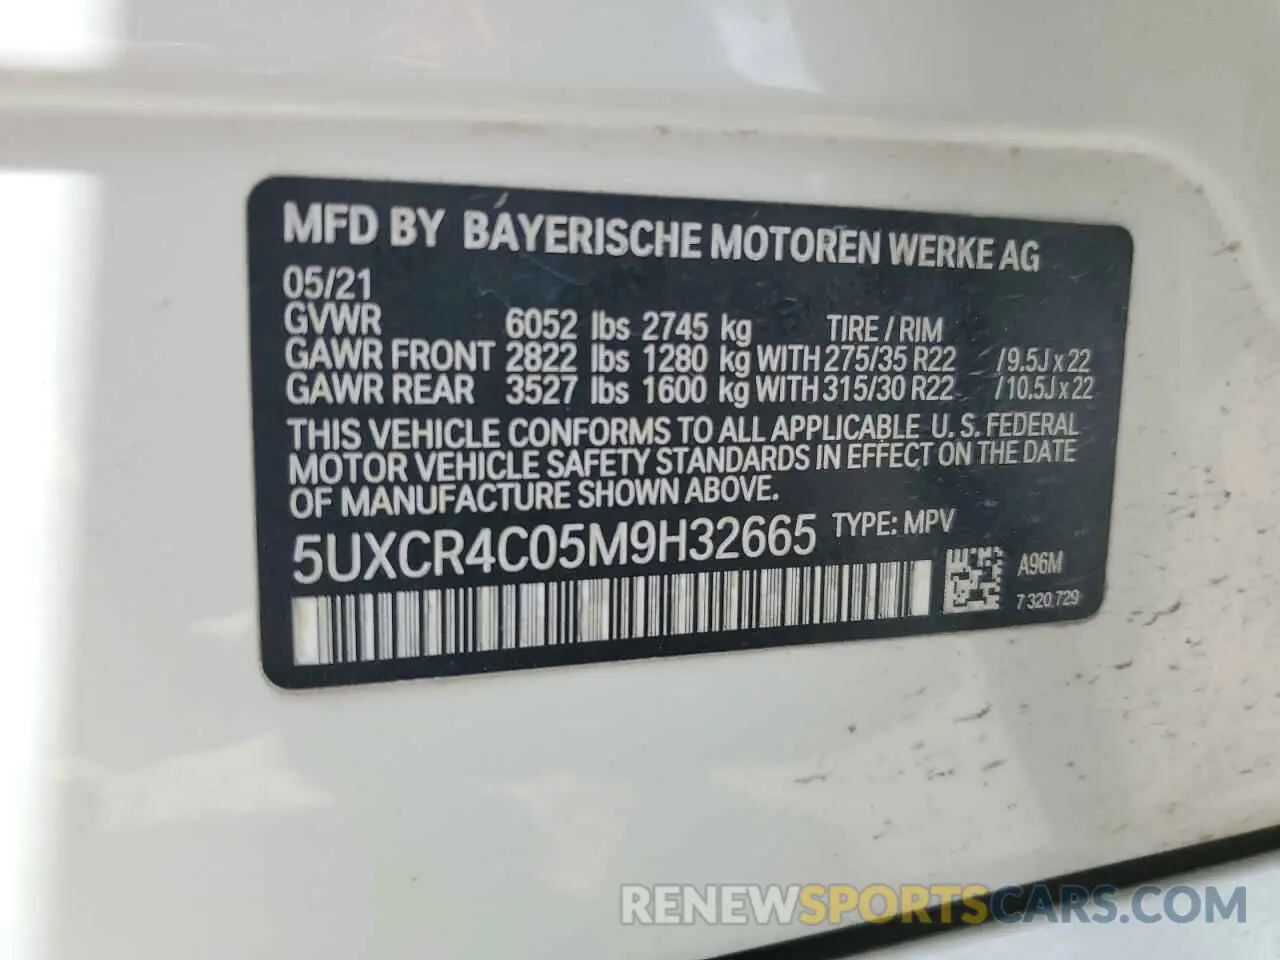 MFD BY BAYERISCHE MOTOREN WERKE AG
05/21
GVWR 6052 lbs 2745 kg TIRE / RIM
GAWR FRONT 2822 lbs 1280 kg WITH 275/35 R22 /9.5J x 22
GAWR REAR 3527 lbs 1600 kg WITH 315/30 R22 /10.5J x 22
THIS VEHICLE CONFORMS TO ALL APPLICABLE U. S. FEDERAL
MOTOR VEHICLE SAFETY STANDARDS IN EFFECT ON THE DATE
OF MANUFACTURE SHOWN ABOVE.
5UXCR4C05M9H32665 TYPE: MPV
A96M
7 320 729
RENEWSPORTSCARS.COM